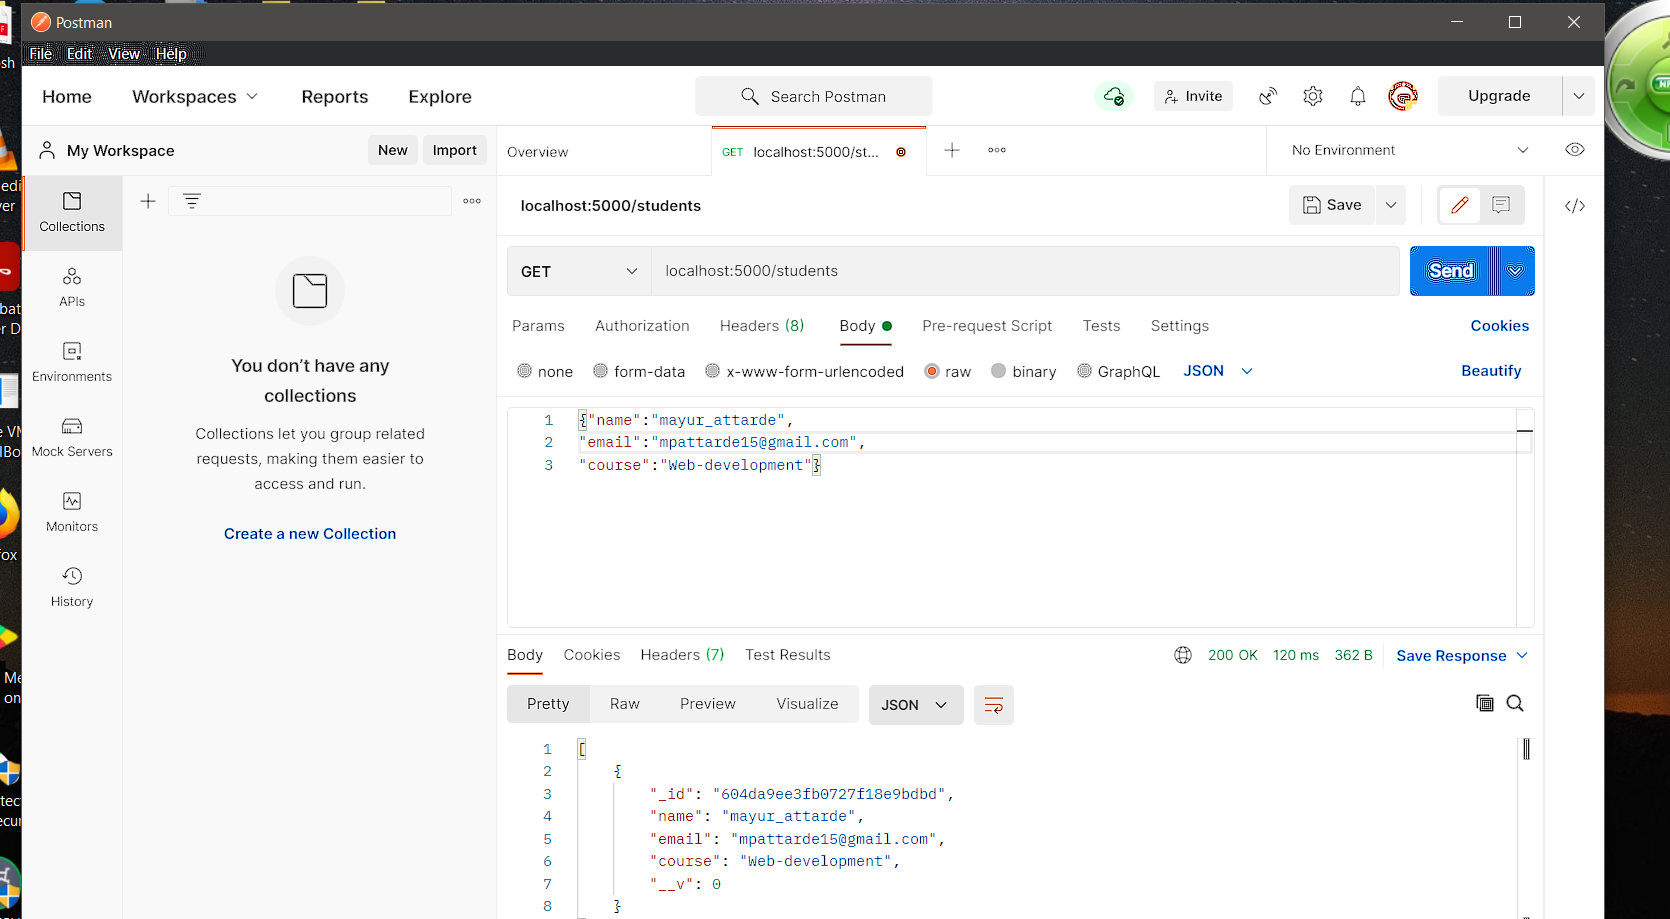 Postman
File Edit View Help
Home Workspaces Reports Explore Search Postman Invite Upgrade
My Workspace New Import Overview GET localhost:5000/st... No Environment
Collections
APIs
Environments
Mock Servers
Monitors
History
You don't have any
collections
Collections let you group related
requests, making them easier to
access and run.
Create a new Collection
localhost:5000/students Save
GET localhost:5000/students Send
Params Authorization Headers (8) Body Pre-request Script Tests Settings Cookies
none form-data x-www-form-urlencoded raw binary GraphQL JSON Beautify
1 {"name":"mayur_attarde",
2 "email":"mpattarde15@gmail.com",
3 "course":"Web-development"}
Body Cookies Headers (7) Test Results 200 OK 120 ms 362 B Save Response
Pretty Raw Preview Visualize JSON
1 [
2 {
3 "_id": "604da9ee3fb0727f18e9bdbd",
4 "name": "mayur_attarde",
5 "email": "mpattarde15@gmail.com",
6 "course": "Web-development",
7 "__v": 0
8 }